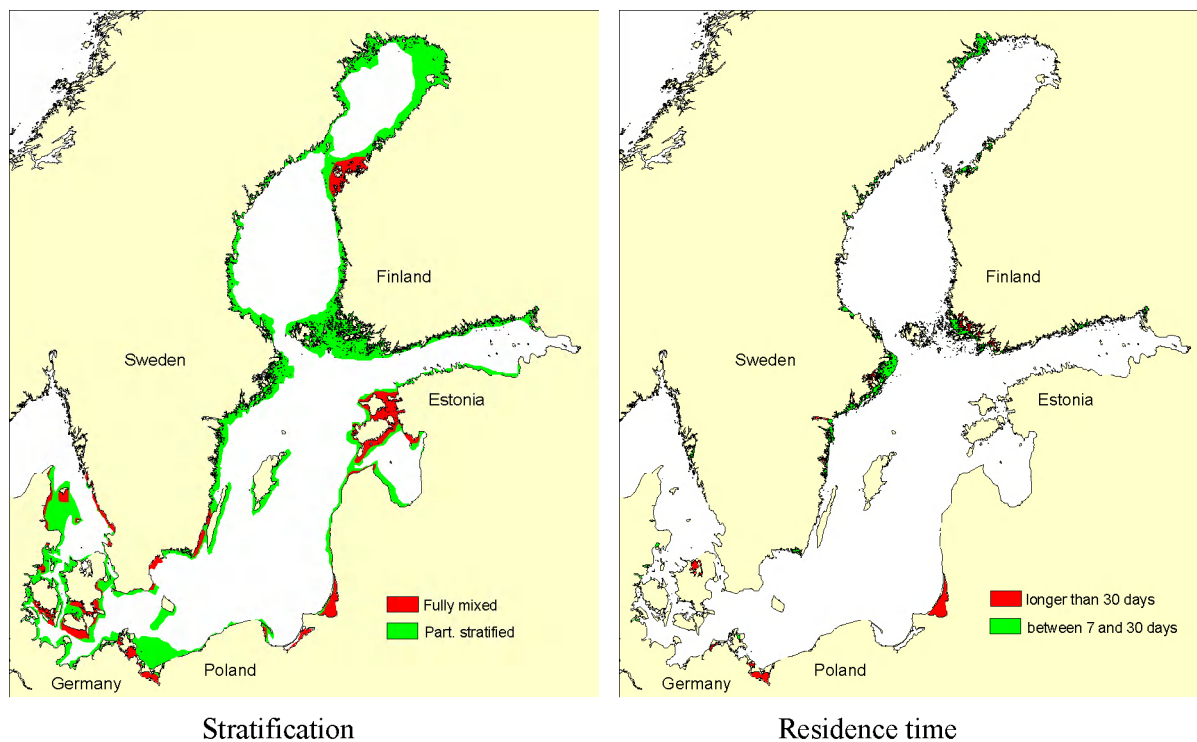 Finland
Sweden
Estonia
Fully mixed
Part. stratified
Poland
Germany
Stratification
Finland
Sweden
Estonia
longer than 30 days
between 7 and 30 days
Poland
Germany
Residence time